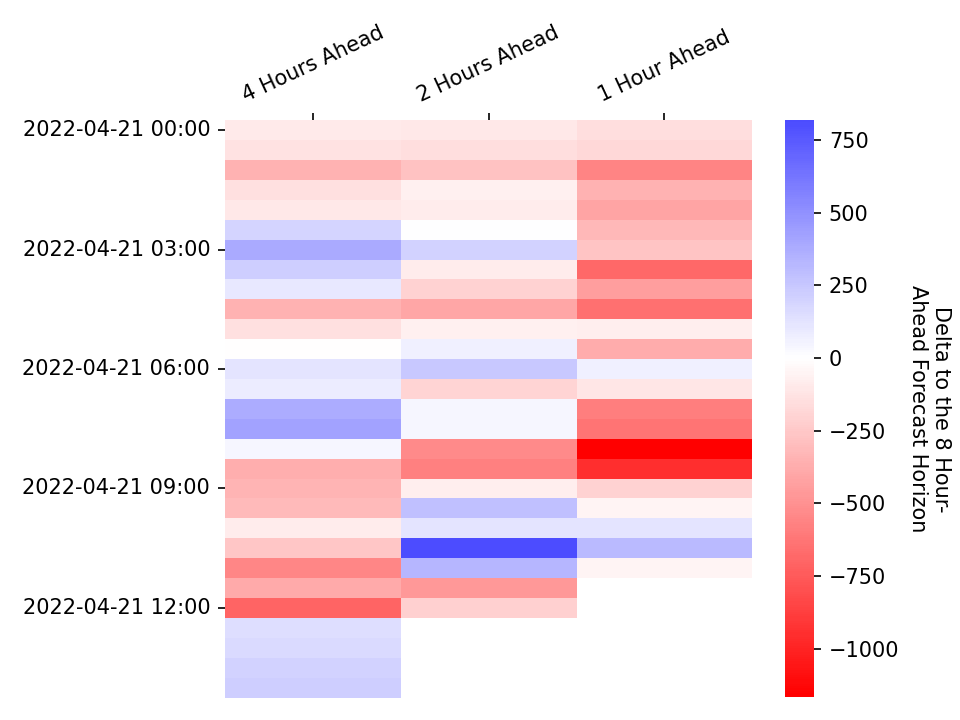 4 Hours Ahead
2 Hours Ahead
1 Hour Ahead
2022-04-21 00:00
2022-04-21 03:00
2022-04-21 06:00
2022-04-21 09:00
2022-04-21 12:00
750
500
250
0
−250
−500
−750
−1000
Delta to the 8 Hour-
Ahead Forecast Horizon